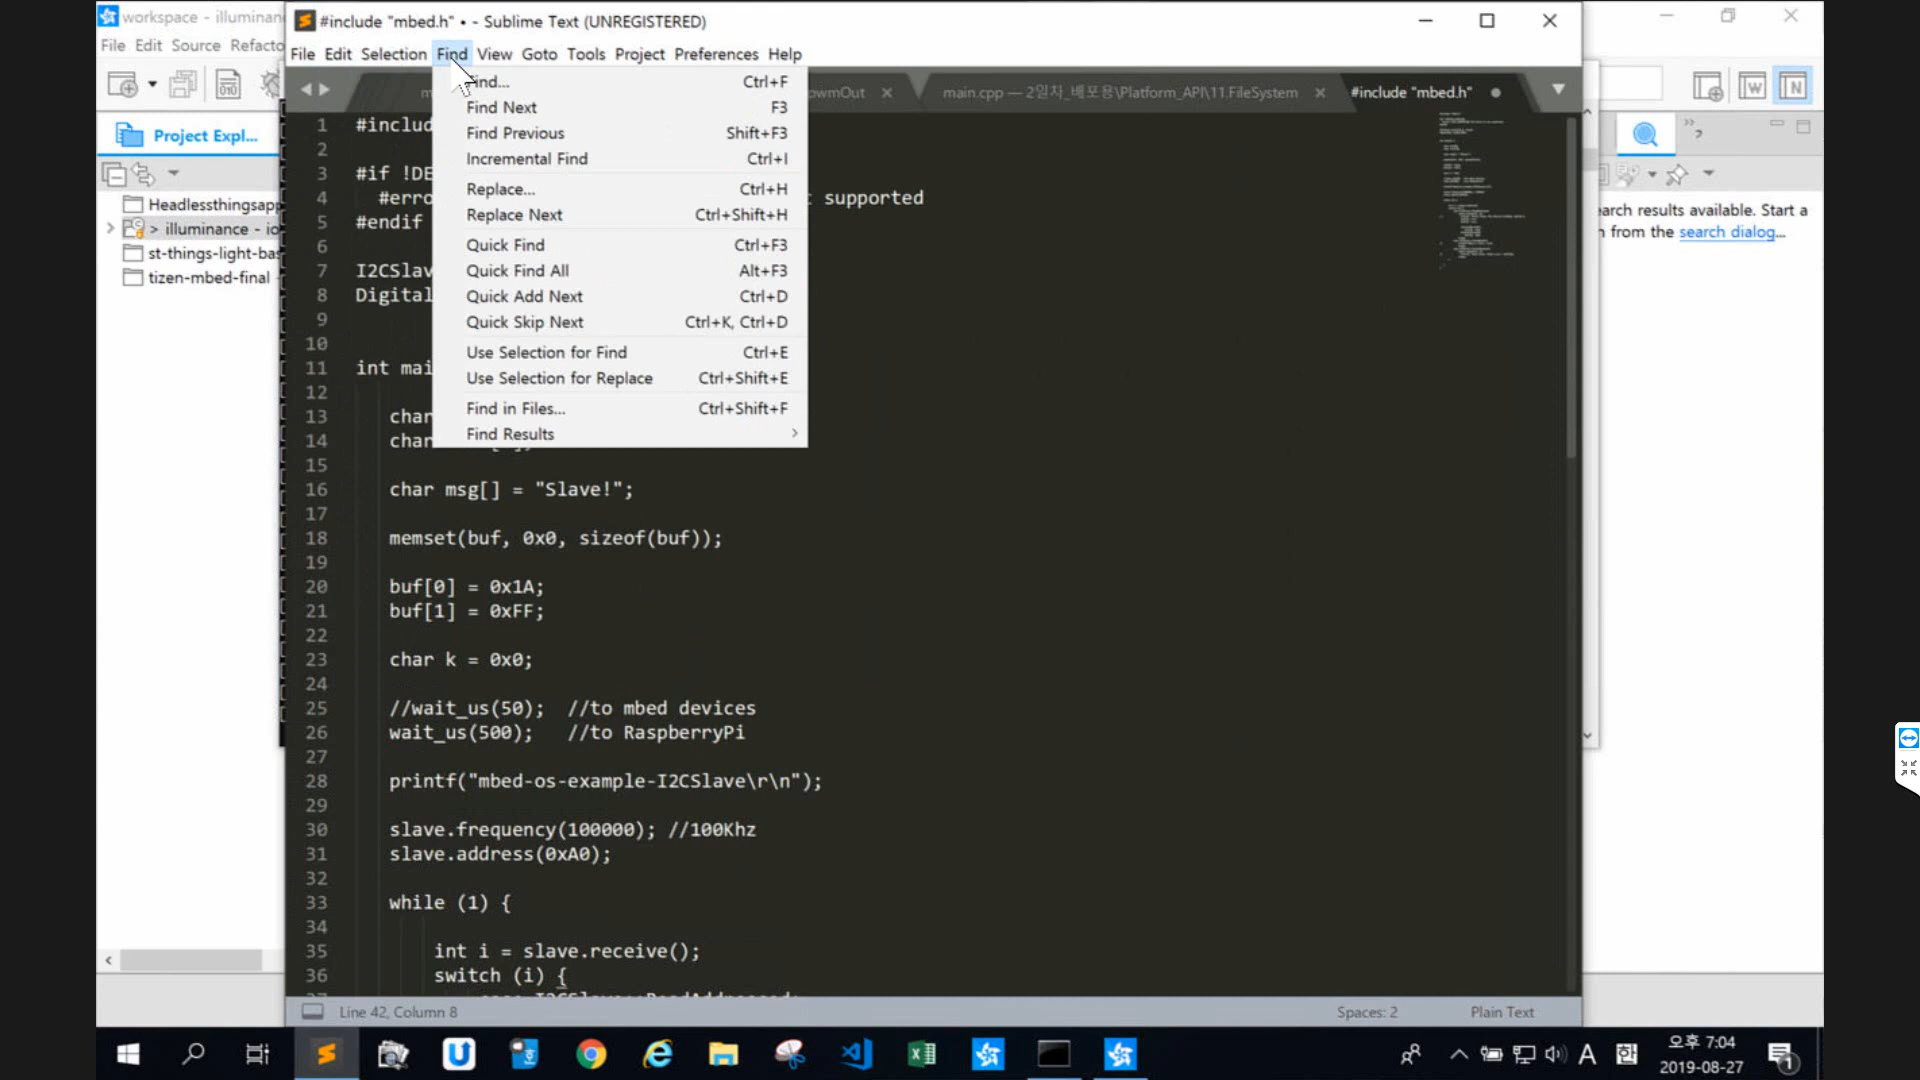 workspace - illuminan
#include "mbed.h" • - Sublime Text (UNREGISTERED)
File Edit Source Refacto
File Edit Selection Find View Goto Tools Project Preferences Help
pwmOut
main.cpp — 2일차_배포용\Platform_API\11.FileSystem
#include "mbed.h"
Project Expl...
Headlessthingsapp
> illuminance - io
st-things-light-bas
tizen-mbed-final
ind... Ctrl+F
Find Next F3
Find Previous Shift+F3
Incremental Find Ctrl+I
Replace... Ctrl+H
Replace Next Ctrl+Shift+H
Quick Find Ctrl+F3
Quick Find All Alt+F3
Quick Add Next Ctrl+D
Quick Skip Next Ctrl+K, Ctrl+D
Use Selection for Find Ctrl+E
Use Selection for Replace Ctrl+Shift+E
Find in Files... Ctrl+Shift+F
Find Results
1 #includ
2
3 #if !DE
4 #erro supported
5 #endif
6
7 I2CSlav
8 Digital
9
10
11 int mai
12
13 char
14 char
15
16 char msg[] = "Slave!";
17
18 memset(buf, 0x0, sizeof(buf));
19
20 buf[0] = 0x1A;
21 buf[1] = 0xFF;
22
23 char k = 0x0;
24
25 //wait_us(50); //to mbed devices
26 wait_us(500); //to RaspberryPi
27
28 printf("mbed-os-example-I2CSlave\r\n");
29
30 slave.frequency(100000); //100Khz
31 slave.address(0xA0);
32
33 while (1) {
34
35 int i = slave.receive();
36 switch (i) {
earch results available. Start a
h from the search dialog...
Line 42, Column 8
Spaces: 2
Plain Text
A
한
오후 7:04
2019-08-27
1